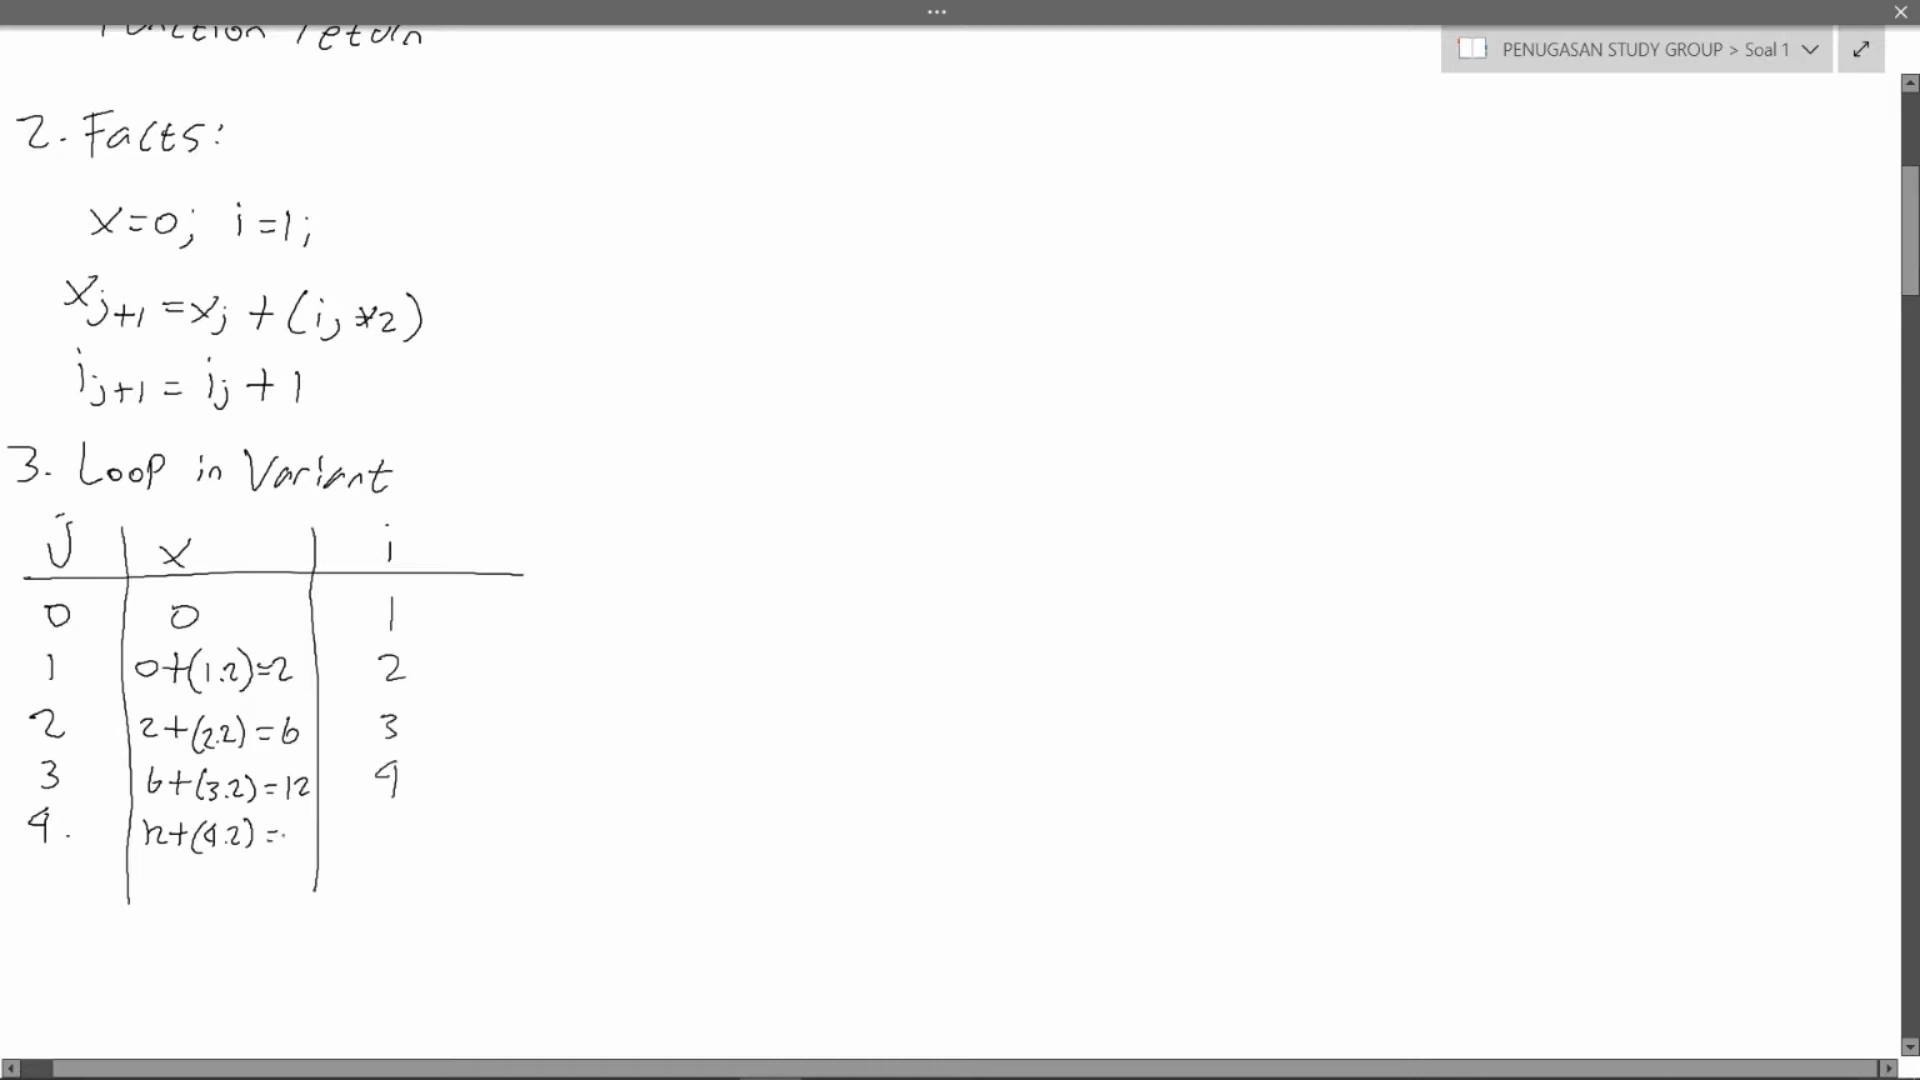 Function return
PENUGASAN STUDY GROUP > Soal 1
2. Facts:
x=0; i=1;
xj+1 = xj + (ij *2)
ij+1 = ij + 1
3. Loop in Variant
j x i
0 0 1
1 0+(1.2)=2 2
2 2+(2.2)=6 3
3 6+(3.2)=12 4
4. 12+(4.2) =